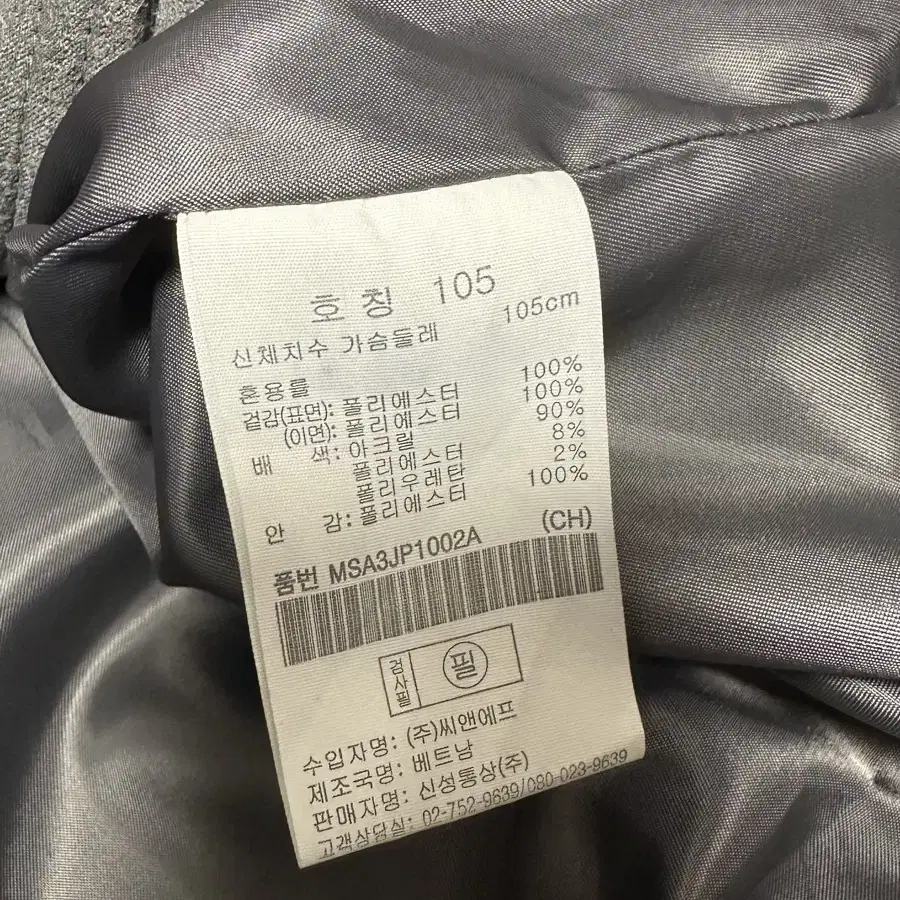 호칭 105
신체치수 가슴둘레 105cm
혼용률
겉감(표면): 폴리에스터 100%
(이면): 폴리에스터 100%
배 색: 아크릴 90%
폴리에스터 8%
폴리우레탄 2%
안 감: 폴리에스터 100%
(CH)
품번 MSA3JP1002A
검사필 필
수입자명: (주)씨앤에프
제조국명: 베트남
판매자명: 신성통상(주)
고객상담실: 02-752-9639/080-023-9639